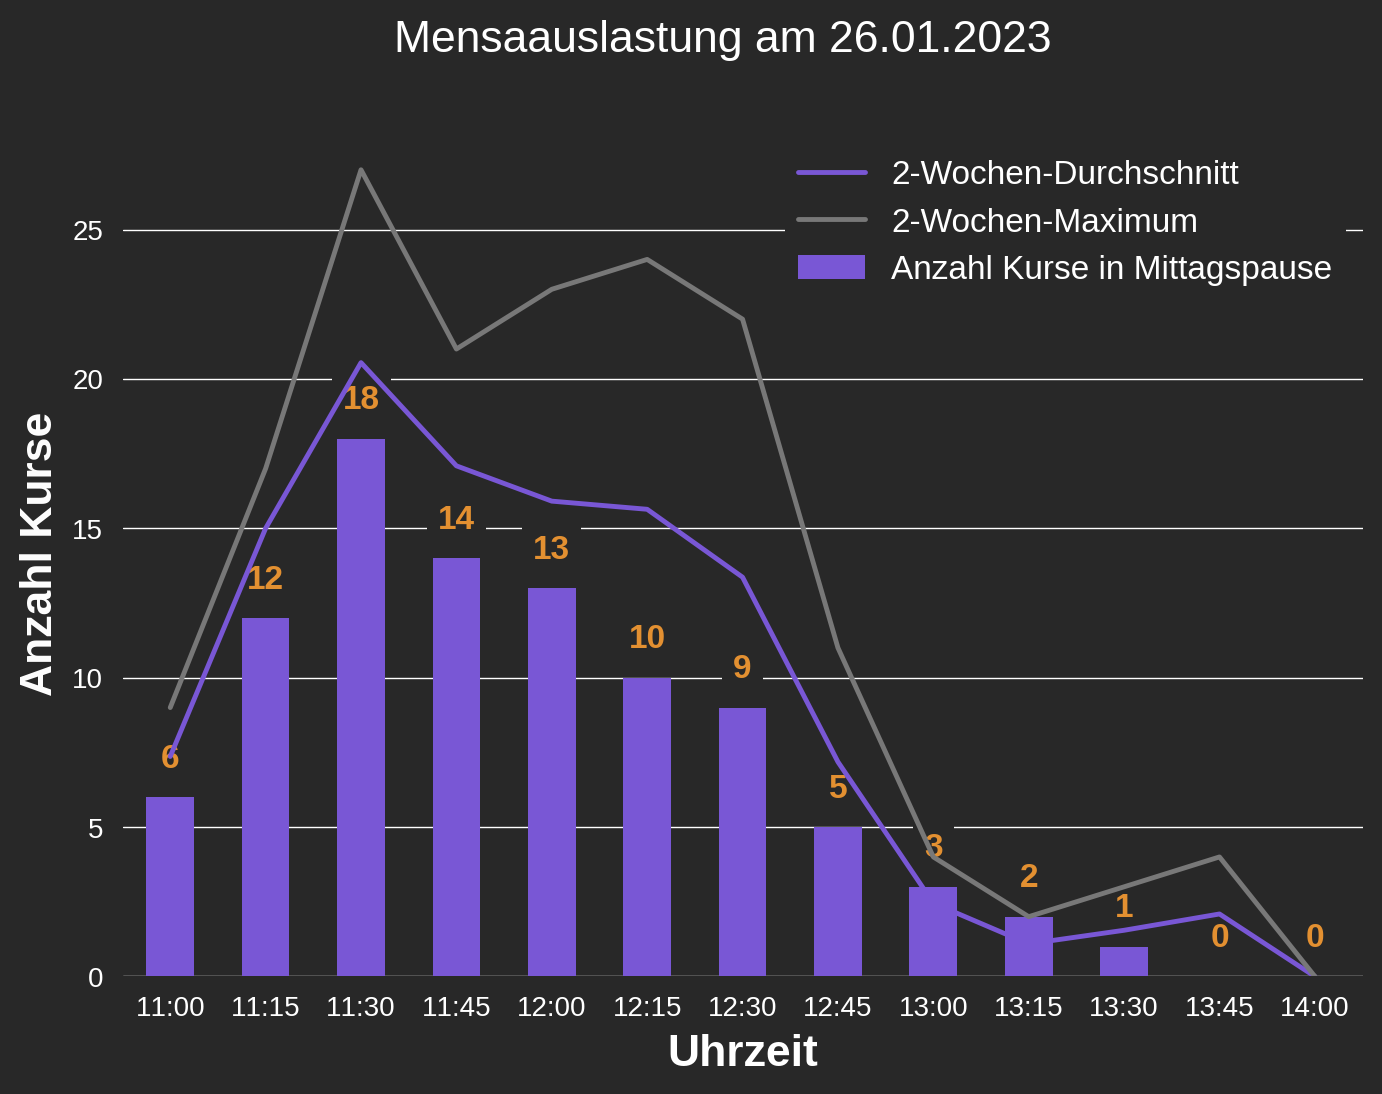 Mensaauslastung am 26.01.2023
2-Wochen-Durchschnitt
2-Wochen-Maximum
Anzahl Kurse in Mittagspause
Anzahl Kurse
25
20
15
10
5
0
6
12
18
14
13
10
9
5
3
2
1
0
0
11:00 11:15 11:30 11:45 12:00 12:15 12:30 12:45 13:00 13:15 13:30 13:45 14:00
Uhrzeit